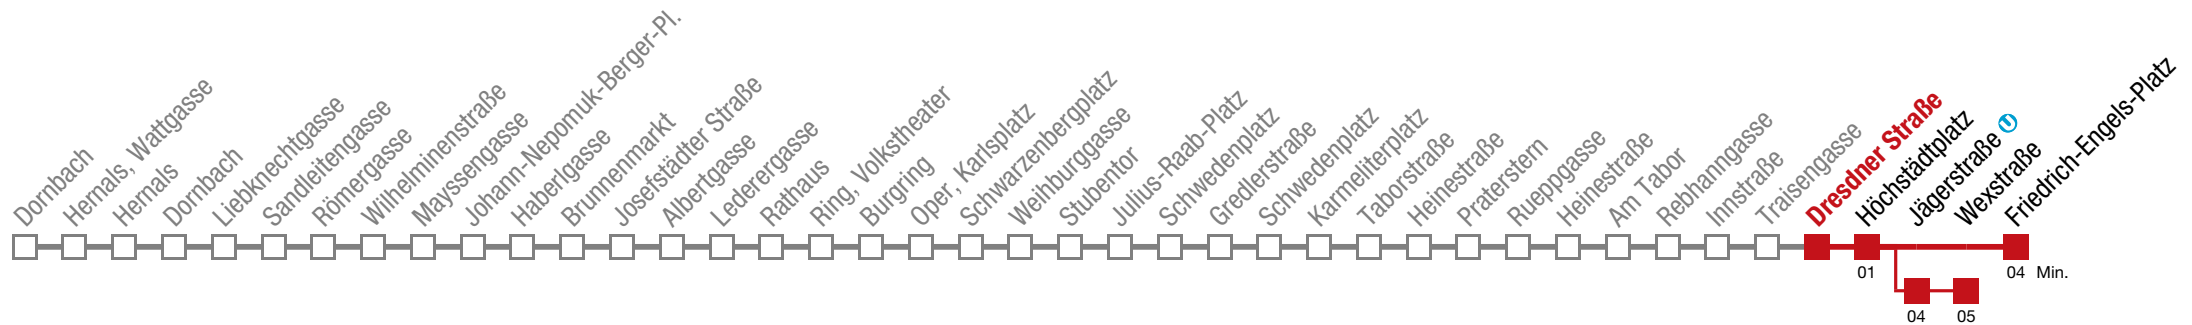 Dornbach
Hernals, Wattgasse
Hernals
Dornbach
Liebknechtgasse
Sandleitengasse
Römergasse
Wilhelminenstraße
Mayssengasse
Johann-Nepomuk-Berger-Pl.
Haberlgasse
Brunnenmarkt
Josefstädter Straße
Albertgasse
Lederergasse
Rathaus
Ring, Volkstheater
Burgring
Oper, Karlsplatz
Schwarzenbergplatz
Weihburggasse
Stubentor
Julius-Raab-Platz
Schwedenplatz
Gredlerstraße
Schwedenplatz
Karmeliterplatz
Taborstraße
Heinestraße
Praterstern
Rueppgasse
Heinestraße
Am Tabor
Rebhanngasse
Innstraße
Traisengasse
Dresdner Straße
Höchstädtplatz
Jägerstraße U
Wexstraße
Friedrich-Engels-Platz
01
04 Min.
04
05